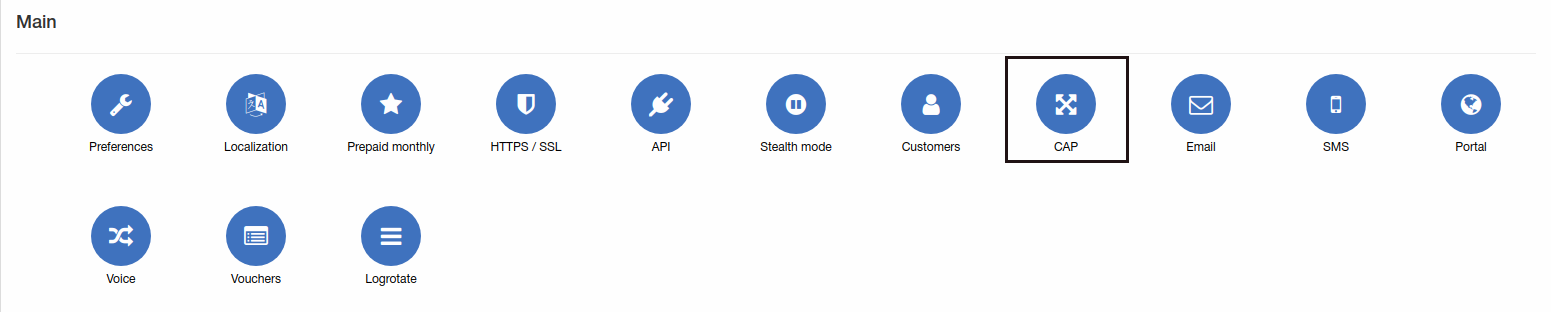 Main
Preferences
Localization
Prepaid monthly
HTTPS / SSL
API
Stealth mode
Customers
CAP
Email
SMS
Portal
Voice
Vouchers
Logrotate